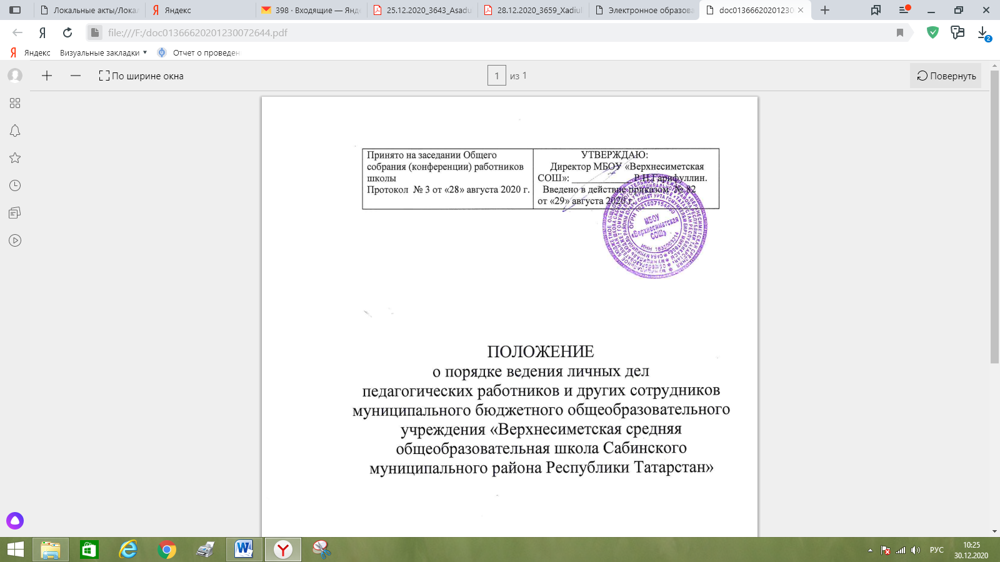 Локальные акты/Лока
Яндекс
398 · Входящие — Янд
25.12.2020_3643_Asadu
28.12.2020_3659_Xadiul
Электронное образова
doc01366620201230
file:///F:/doc01366620201230072644.pdf
2
Яндекс
Визуальные закладки
Отчет о проведен
По ширине окна
1 из 1
Повернуть
Принято на заседании Общего
собрания (конференции) работников
школы
Протокол № 3 от «28» августа 2020 г.
УТВЕРЖДАЮ:
Директор МБОУ «Верхнесиметская
СОШ»: ____________ Р.Н.Гарифуллин.
Введено в действие приказом № 82
от «29» августа 2020 г.
МБОУ
«Верхнесиметская
СОШ»
ПОЛОЖЕНИЕ
о порядке ведения личных дел
педагогических работников и других сотрудников
муниципального бюджетного общеобразовательного
учреждения «Верхнесиметская средняя
общеобразовательная школа Сабинского
муниципального района Республики Татарстан»
РУС
10:25
30.12.2020